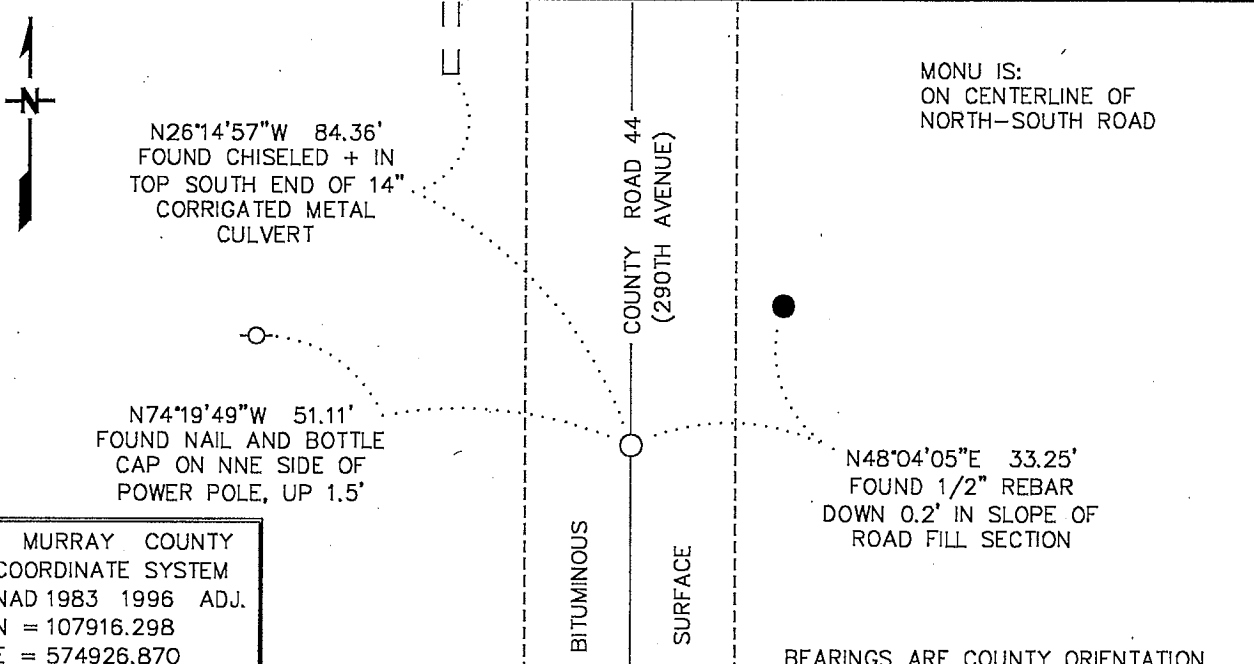 N
MONU IS:
ON CENTERLINE OF
NORTH-SOUTH ROAD
N26°14'57"W 84.36'
FOUND CHISELED + IN
TOP SOUTH END OF 14"
CORRIGATED METAL
CULVERT
COUNTY ROAD 44
(290TH AVENUE)
N74°19'49"W 51.11'
FOUND NAIL AND BOTTLE
CAP ON NNE SIDE OF
POWER POLE, UP 1.5'
N48°04'05"E 33.25'
FOUND 1/2" REBAR
DOWN 0.2' IN SLOPE OF
ROAD FILL SECTION
BITUMINOUS
SURFACE
MURRAY COUNTY
COORDINATE SYSTEM
NAD 1983 1996 ADJ.
N = 107916.298
E = 574926.870
BEARINGS ARE COUNTY ORIENTATION